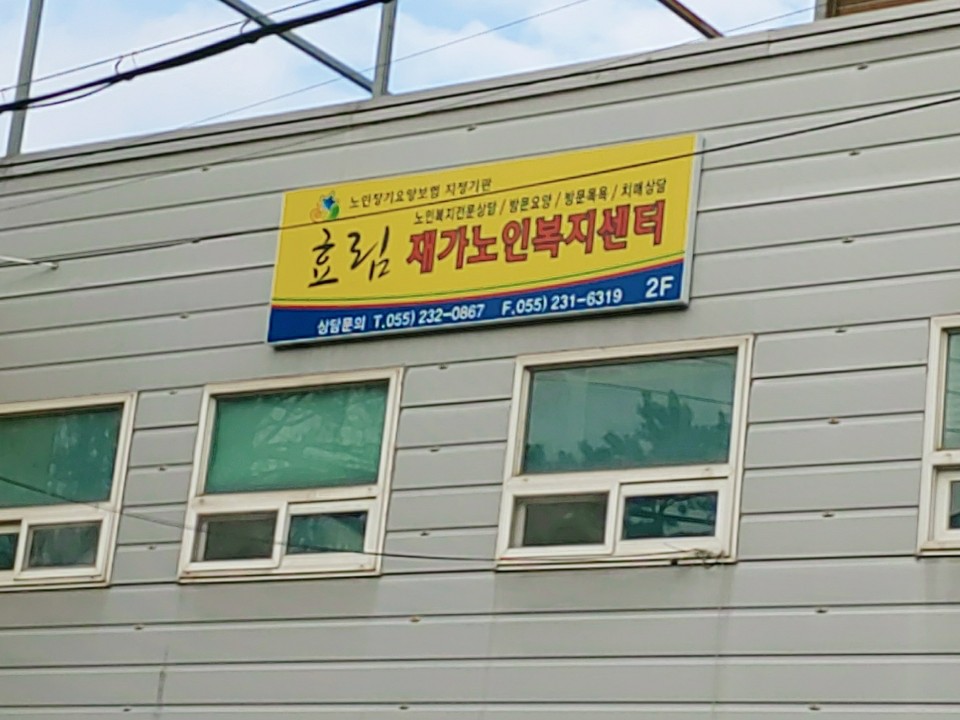 노인장기요양보험 지정기관
노인복지전문상담 / 방문요양 / 방문목욕 / 치매상담
효림 재가노인복지센터
상담문의 T.055) 232-0867 F.055) 231-6319 2F